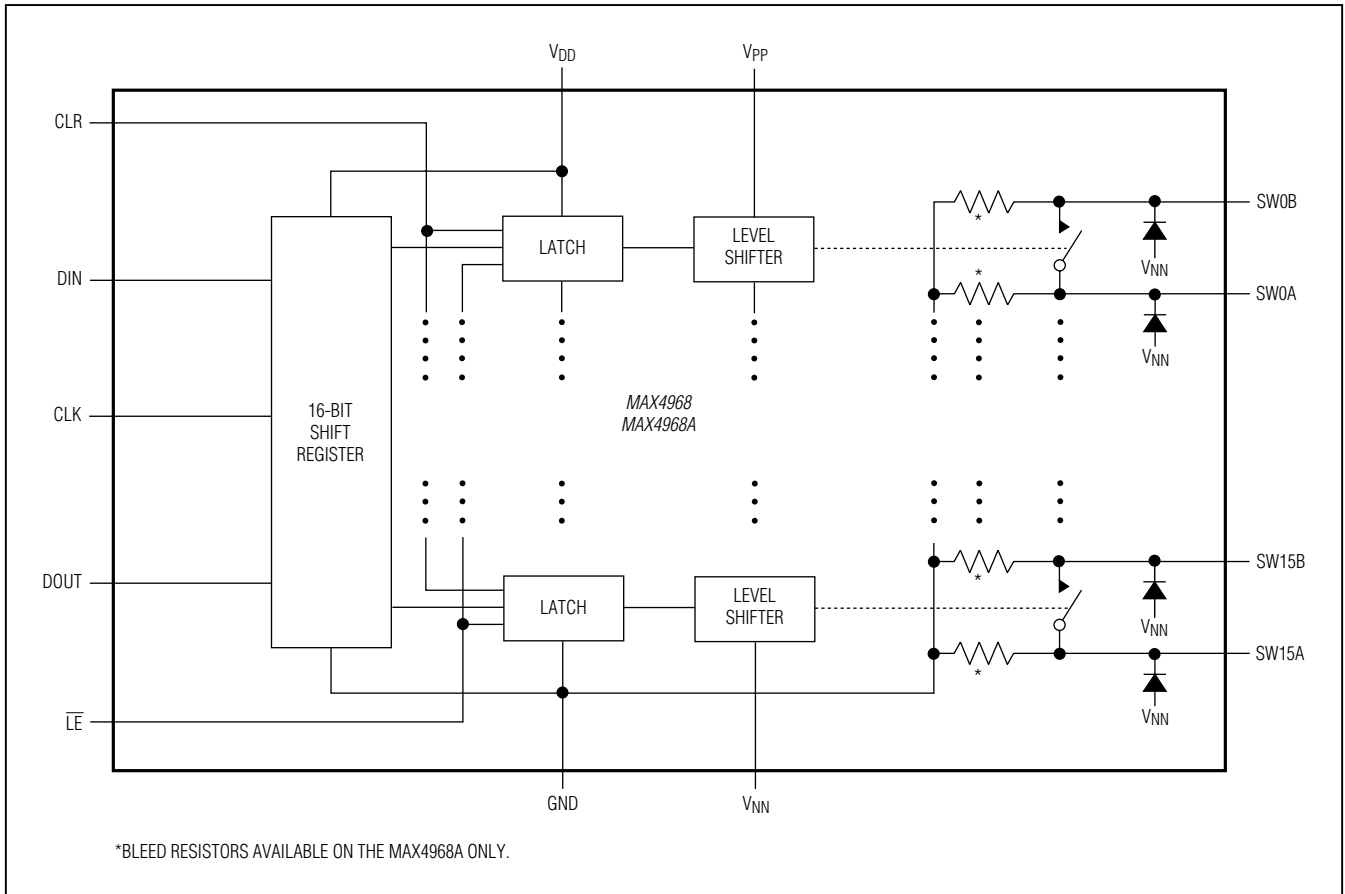 VDD
VPP
CLR
SW0B
LATCH
LEVEL
SHIFTER
*
VNN
DIN
*
SW0A
VNN
CLK
16-BIT
SHIFT
REGISTER
MAX4968
MAX4968A
SW15B
*
DOUT
LATCH
LEVEL
SHIFTER
VNN
SW15A
*
VNN
LE
GND
VNN
*BLEED RESISTORS AVAILABLE ON THE MAX4968A ONLY.